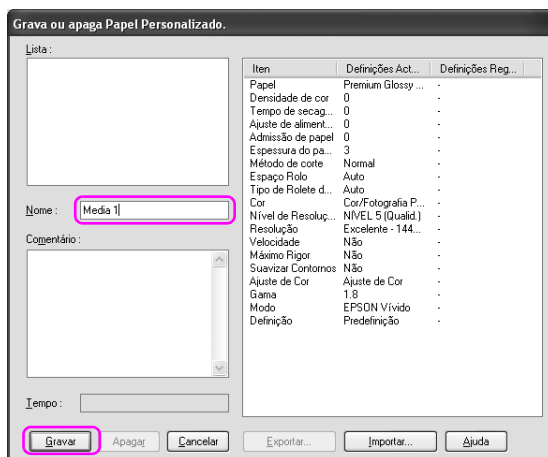 Grava ou apaga Papel Personalizado.
Lista :
Nome : Media 1
Comentário :
Tempo :
Iten Definições Act... Definições Reg...
Papel Premium Glossy ... -
Densidade de cor 0 -
Tempo de secag... 0 -
Ajuste de aliment... 0 -
Admissão de papel 0 -
Espessura do pa... 3 -
Método de corte Normal -
Espaço Rolo Auto -
Tipo de Rolete d... Auto -
Cor Cor/Fotografia P... -
Nível de Resoluç... NÍVEL 5 (Qualid.) -
Resolução Excelente - 144... -
Velocidade Não -
Máximo Rigor Não -
Suavizar Contornos Não -
Ajuste de Cor Ajuste de Cor -
Gama 1.8 -
Modo EPSON Vívido -
Definição Predefinição -
Gravar Apagar Cancelar Exportar... Importar... Ajuda